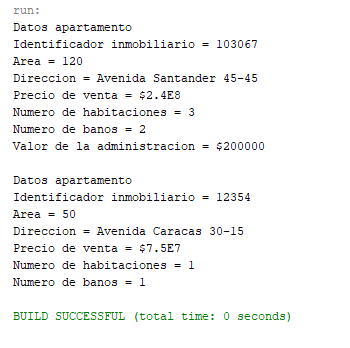 run:
Datos apartamento
Identificador inmobiliario = 103067
Area = 120
Direccion = Avenida Santander 45-45
Precio de venta = $2.4E8
Numero de habitaciones = 3
Numero de banos = 2
Valor de la administracion = $200000

Datos apartamento
Identificador inmobiliario = 12354
Area = 50
Direccion = Avenida Caracas 30-15
Precio de venta = $7.5E7
Numero de habitaciones = 1
Numero de banos = 1

BUILD SUCCESSFUL (total time: 0 seconds)